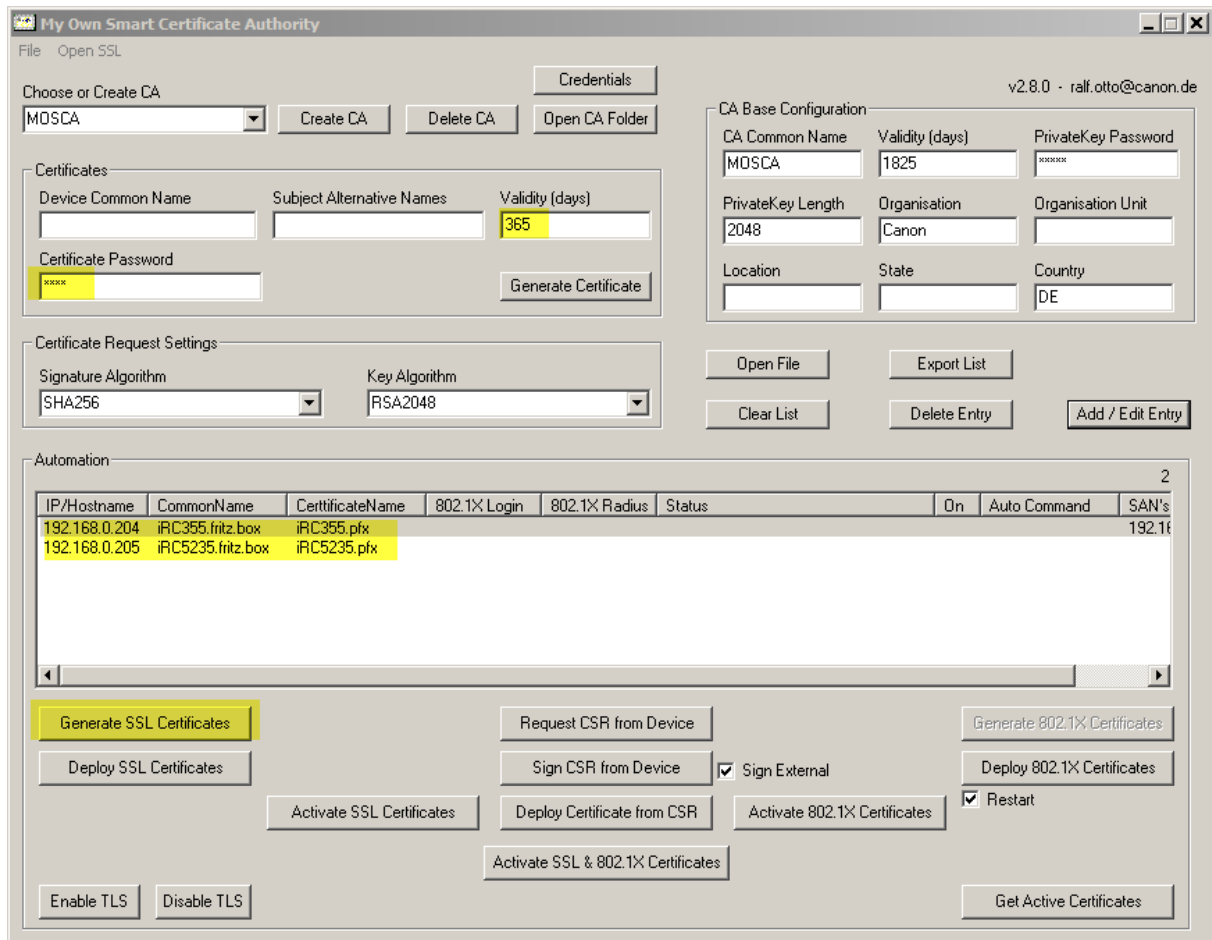 My Own Smart Certificate Authority
File Open SSL
Credentials
v2.8.0 - ralf.otto@canon.de
Choose or Create CA
MOSCA
Create CA
Delete CA
Open CA Folder
CA Base Configuration
CA Common Name Validity (days) PrivateKey Password
MOSCA 1825 *****
PrivateKey Length Organisation Organisation Unit
2048 Canon
Location State Country
DE
Certificates
Device Common Name Subject Alternative Names Validity (days)
365
Certificate Password
****
Generate Certificate
Certificate Request Settings
Signature Algorithm Key Algorithm
SHA256 RSA2048
Open File Export List
Clear List Delete Entry Add / Edit Entry
Automation
2
IP/Hostname CommonName CerttificateName 802.1X Login 802.1X Radius Status On Auto Command SAN's
192.168.0.204 iRC355.fritz.box iRC355.pfx 192.16
192.168.0.205 iRC5235.fritz.box iRC5235.pfx
Generate SSL Certificates Request CSR from Device Generate 802.1X Certificates
Deploy SSL Certificates Sign CSR from Device Sign External Deploy 802.1X Certificates
Restart
Activate SSL Certificates Deploy Certificate from CSR Activate 802.1X Certificates
Activate SSL & 802.1X Certificates
Enable TLS Disable TLS Get Active Certificates